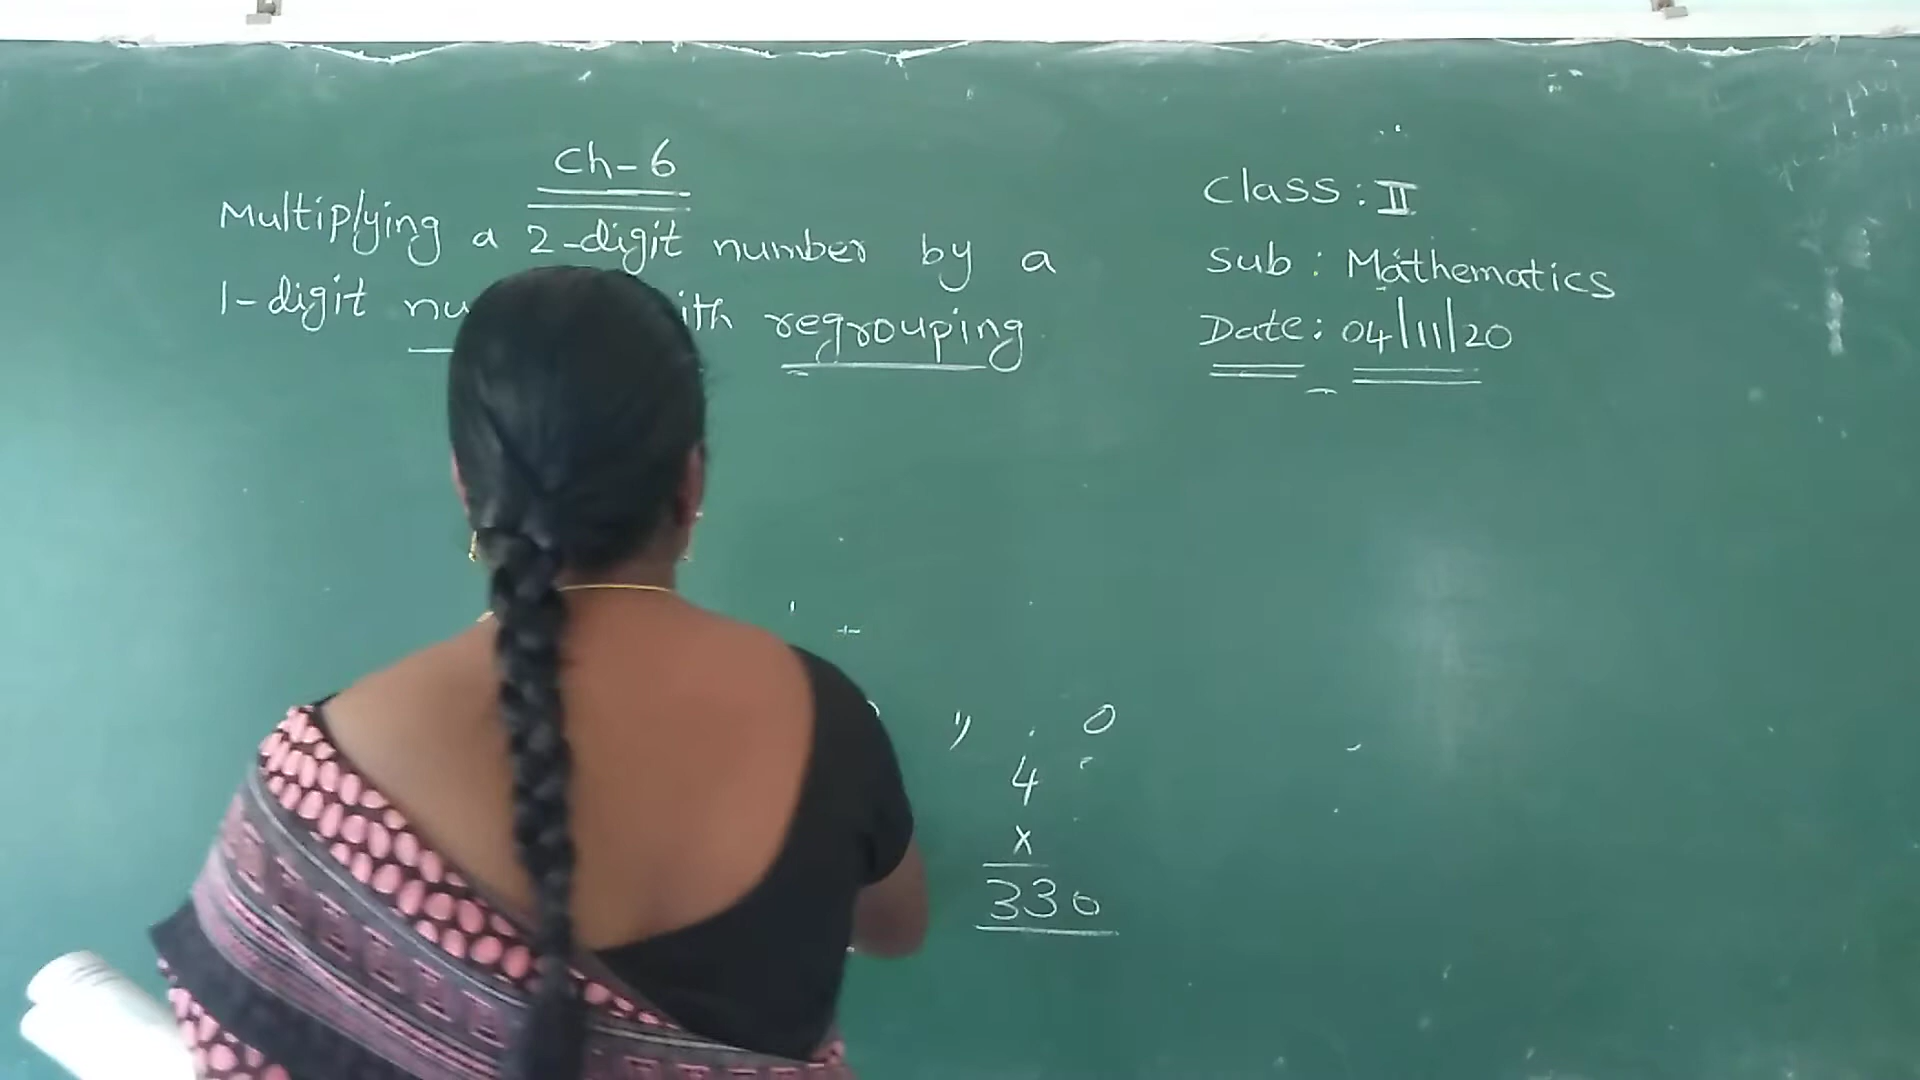 Ch-6
Multiplying a 2-digit number by a
1-digit nu ith regrouping
Class: II
Sub: Mathematics
Date: 04/11/20
0
4
x
330